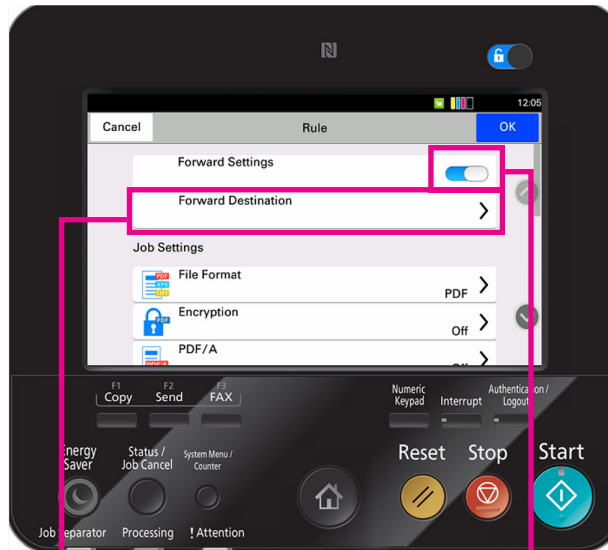 12:05
Cancel
Rule
OK
Forward Settings
Forward Destination
Job Settings
File Format
PDF
Encryption
Off
PDF/A
Off
F1
Copy
F2
Send
F3
FAX
Numeric
Keypad
Interrupt
Authentication /
Logout
Energy
Saver
Status /
Job Cancel
System Menu /
Counter
Reset
Stop
Start
Job Separator
Processing
! Attention